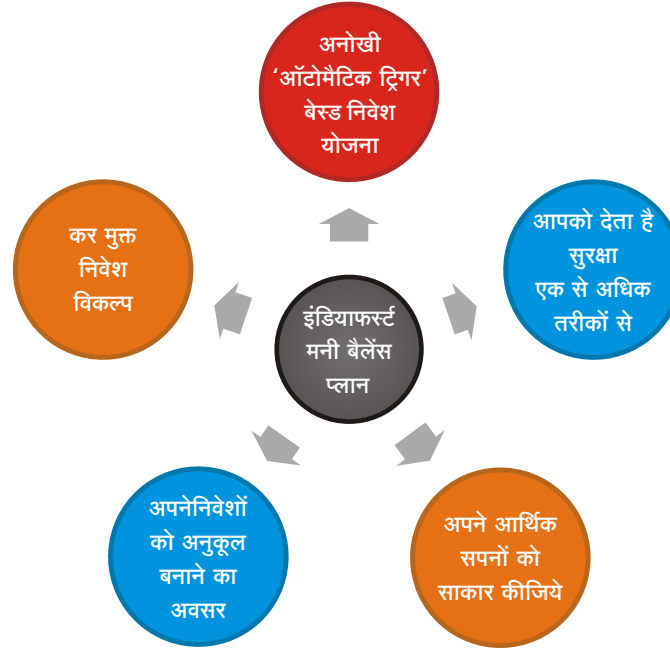 अनोखी
‘ऑटोमैटिक ट्रिगर’
बेस्ड निवेश
योजना
कर मुक्त
निवेश
विकल्प
आपको देता है
सुरक्षा
एक से अधिक
तरीकों से
इंडियाफर्स्ट
मनी बैलेंस
प्लान
अपनेनिवेशों
को अनुकूल
बनाने का
अवसर
अपने आर्थिक
सपनों को
साकार कीजिये